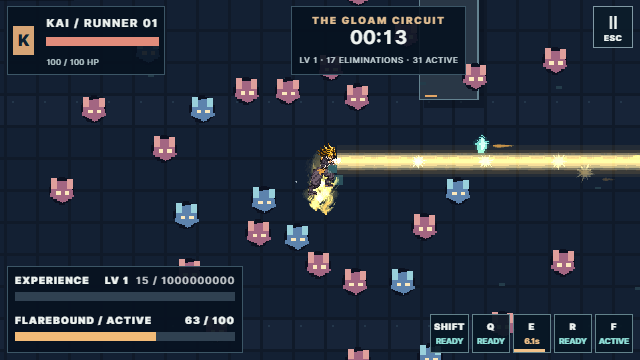 K
KAI / RUNNER 01
100 / 100 HP
THE GLOAM CIRCUIT
00:13
LV 1 · 17 ELIMINATIONS · 31 ACTIVE
ESC
EXPERIENCE LV 1 15 / 1000000000
FLAREBOUND / ACTIVE 63 / 100
SHIFT READY
Q READY
E 6.1s
R READY
F ACTIVE